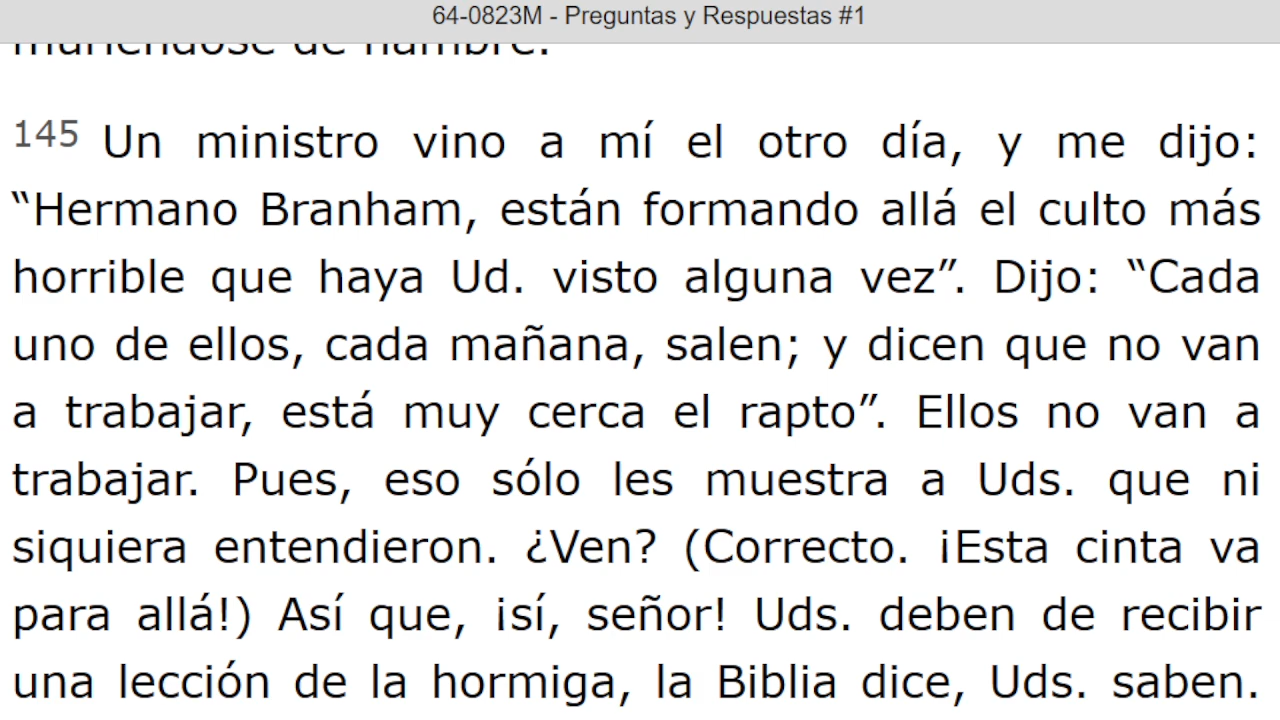 64-0823M - Preguntas y Respuestas #1
muriéndose de hambre.
145 Un ministro vino a mí el otro día, y me dijo:
“Hermano Branham, están formando allá el culto más
horrible que haya Ud. visto alguna vez”. Dijo: “Cada
uno de ellos, cada mañana, salen; y dicen que no van
a trabajar, está muy cerca el rapto”. Ellos no van a
trabajar. Pues, eso sólo les muestra a Uds. que ni
siquiera entendieron. ¿Ven? (Correcto. ¡Esta cinta va
para allá!) Así que, ¡sí, señor! Uds. deben de recibir
una lección de la hormiga, la Biblia dice, Uds. saben.